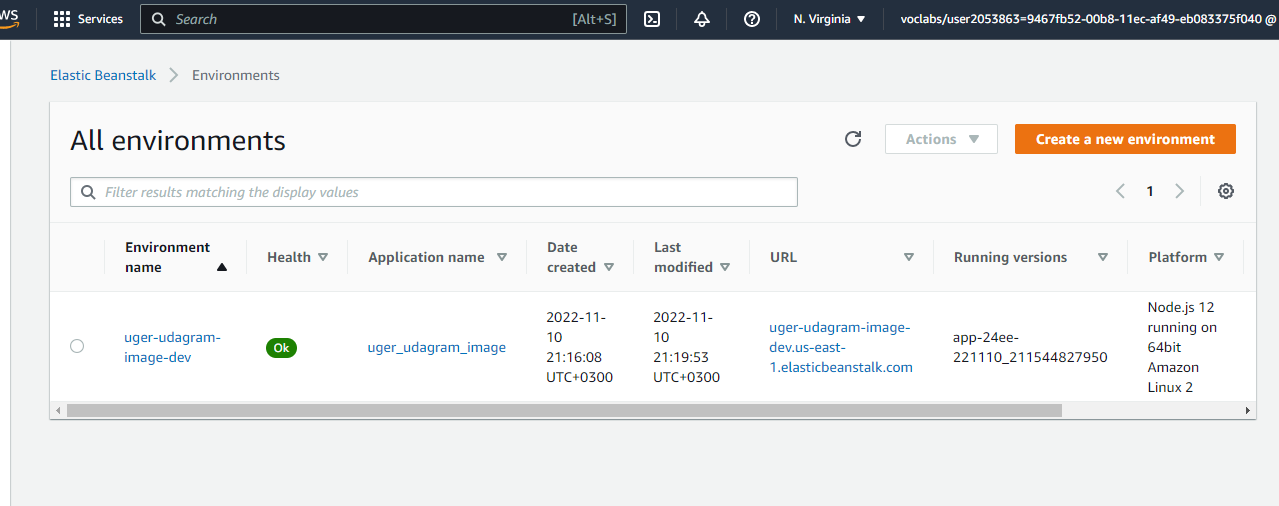 WS
Services
Search
[Alt+S]
N. Virginia
voclabs/user2053863=9467fb52-00b8-11ec-af49-eb083375f040 @
Elastic Beanstalk
Environments
All environments
Actions
Create a new environment
Filter results matching the display values
1
Environment
name
Health
Application name
Date
created
Last
modified
URL
Running versions
Platform
uger-udagram-
image-dev
Ok
uger_udagram_image
2022-11-
10
21:16:08
UTC+0300
2022-11-
10
21:19:53
UTC+0300
uger-udagram-image-
dev.us-east-
1.elasticbeanstalk.com
app-24ee-
221110_211544827950
Node.js 12
running on
64bit
Amazon
Linux 2